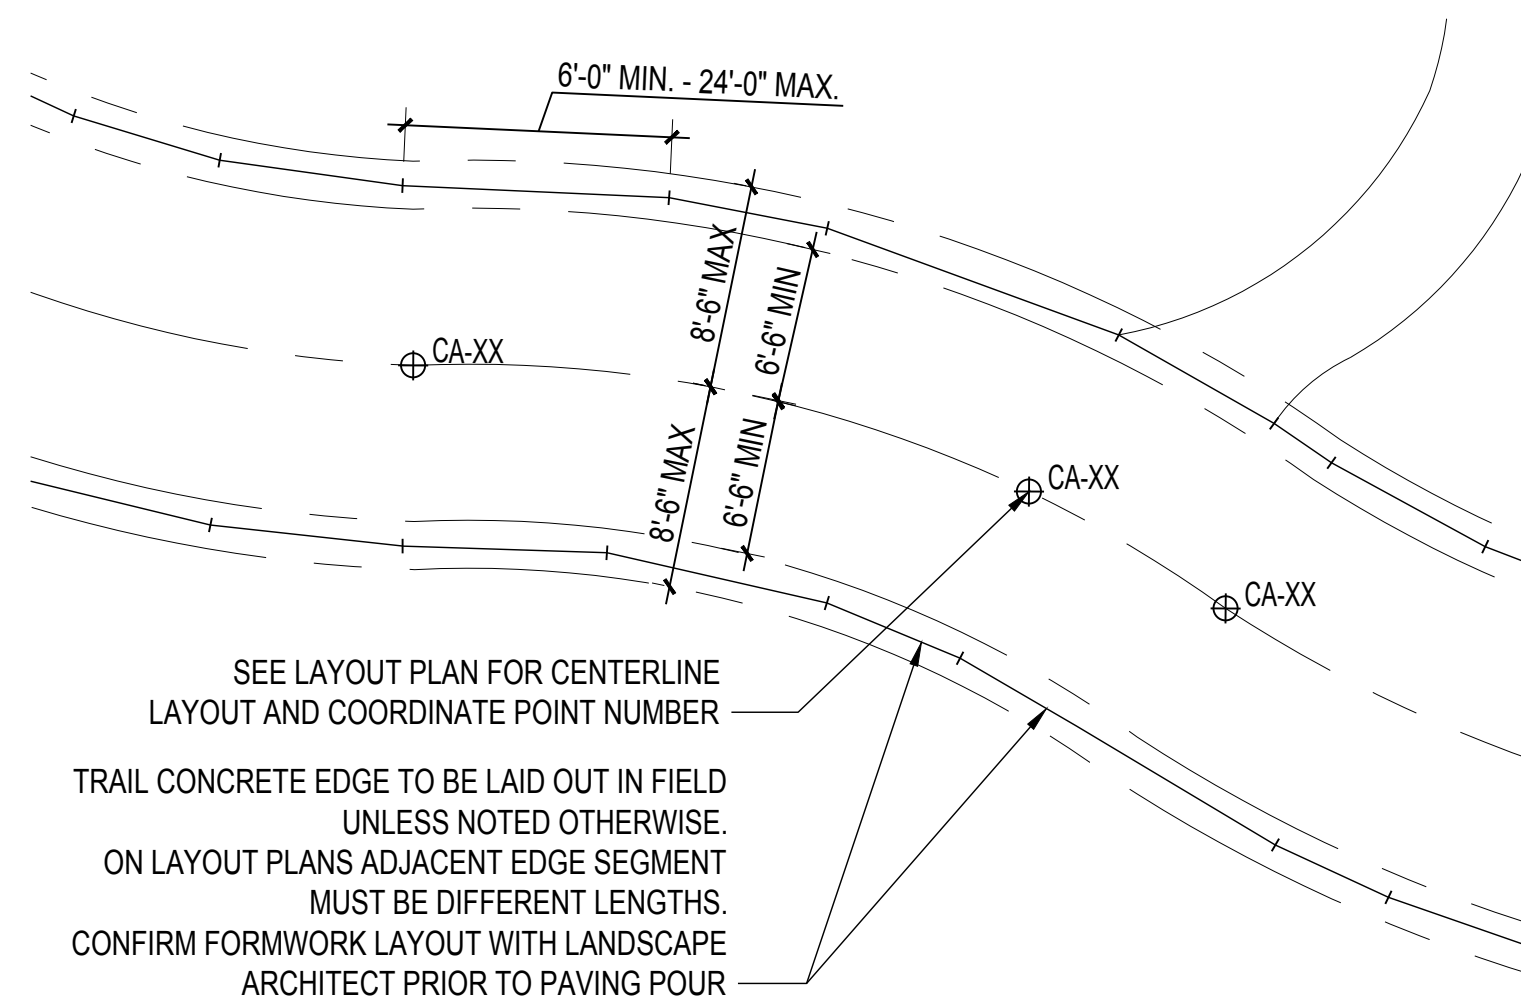 6'-0" MIN. - 24'-0" MAX.
8'-6" MAX
6'-6" MIN
CA-XX
8'-6" MAX
6'-6" MIN
CA-XX
CA-XX
SEE LAYOUT PLAN FOR CENTERLINE
LAYOUT AND COORDINATE POINT NUMBER
TRAIL CONCRETE EDGE TO BE LAID OUT IN FIELD
UNLESS NOTED OTHERWISE.
ON LAYOUT PLANS ADJACENT EDGE SEGMENT
MUST BE DIFFERENT LENGTHS.
CONFIRM FORMWORK LAYOUT WITH LANDSCAPE
ARCHITECT PRIOR TO PAVING POUR